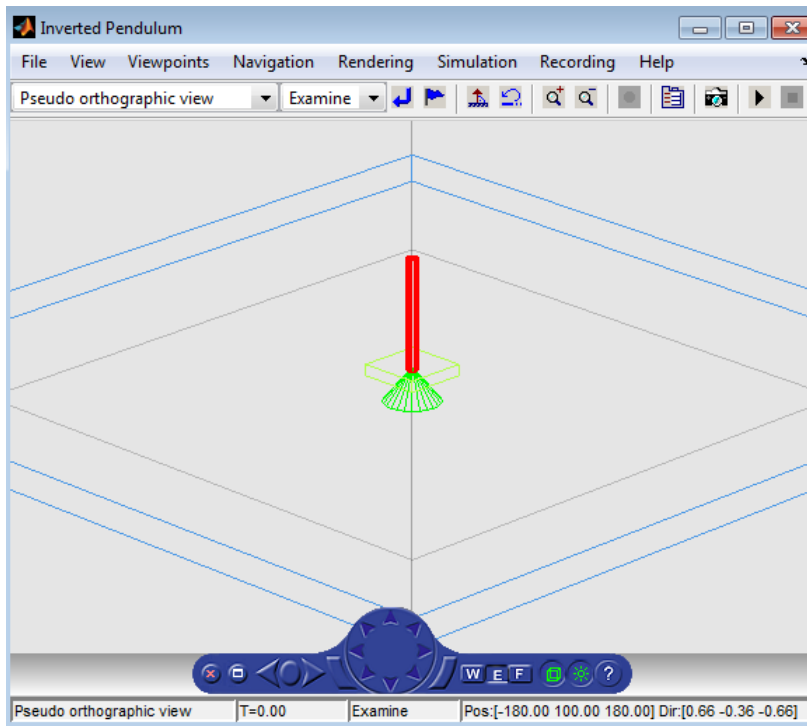 Inverted Pendulum
File View Viewpoints Navigation Rendering Simulation Recording Help
Pseudo orthographic view Examine
W E F ?
Pseudo orthographic view T=0.00 Examine Pos:[-180.00 100.00 180.00] Dir:[0.66 -0.36 -0.66]